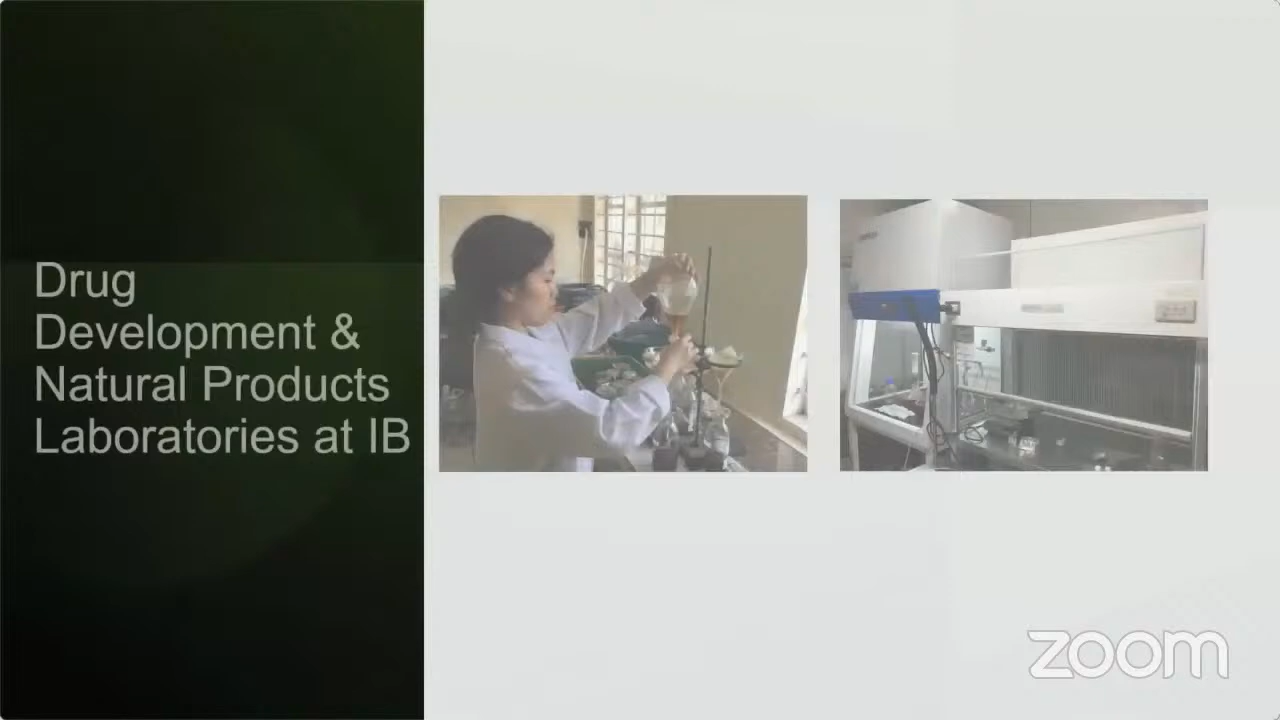 Drug
Development &
Natural Products
Laboratories at IB
zoom